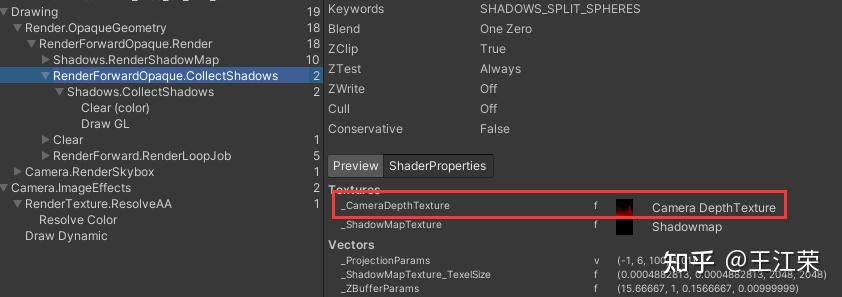 Drawing 19
Render.OpaqueGeometry 18
RenderForwardOpaque.Render 18
Shadows.RenderShadowMap 10
RenderForwardOpaque.CollectShadows 2
Shadows.CollectShadows 2
Clear (color)
Draw GL
Clear 1
RenderForward.RenderLoopJob 5
Camera.RenderSkybox 1
Camera.ImageEffects 2
RenderTexture.ResolveAA 1
Resolve Color
Draw Dynamic
Keywords SHADOWS_SPLIT_SPHERES
Blend One Zero
ZClip True
ZTest Always
ZWrite Off
Cull Off
Conservative False
Preview ShaderProperties
Textures
_CameraDepthTexture f Camera DepthTexture
_ShadowMapTexture f Shadowmap
Vectors
_ProjectionParams v (-1, 6, 100
_ShadowMapTexture_TexelSize f (0.0004882813, 0.0004882813, 2048, 2048)
_ZBufferParams f (15.66667, 1, 0.1566667, 0.00999999)
知乎 @王江荣